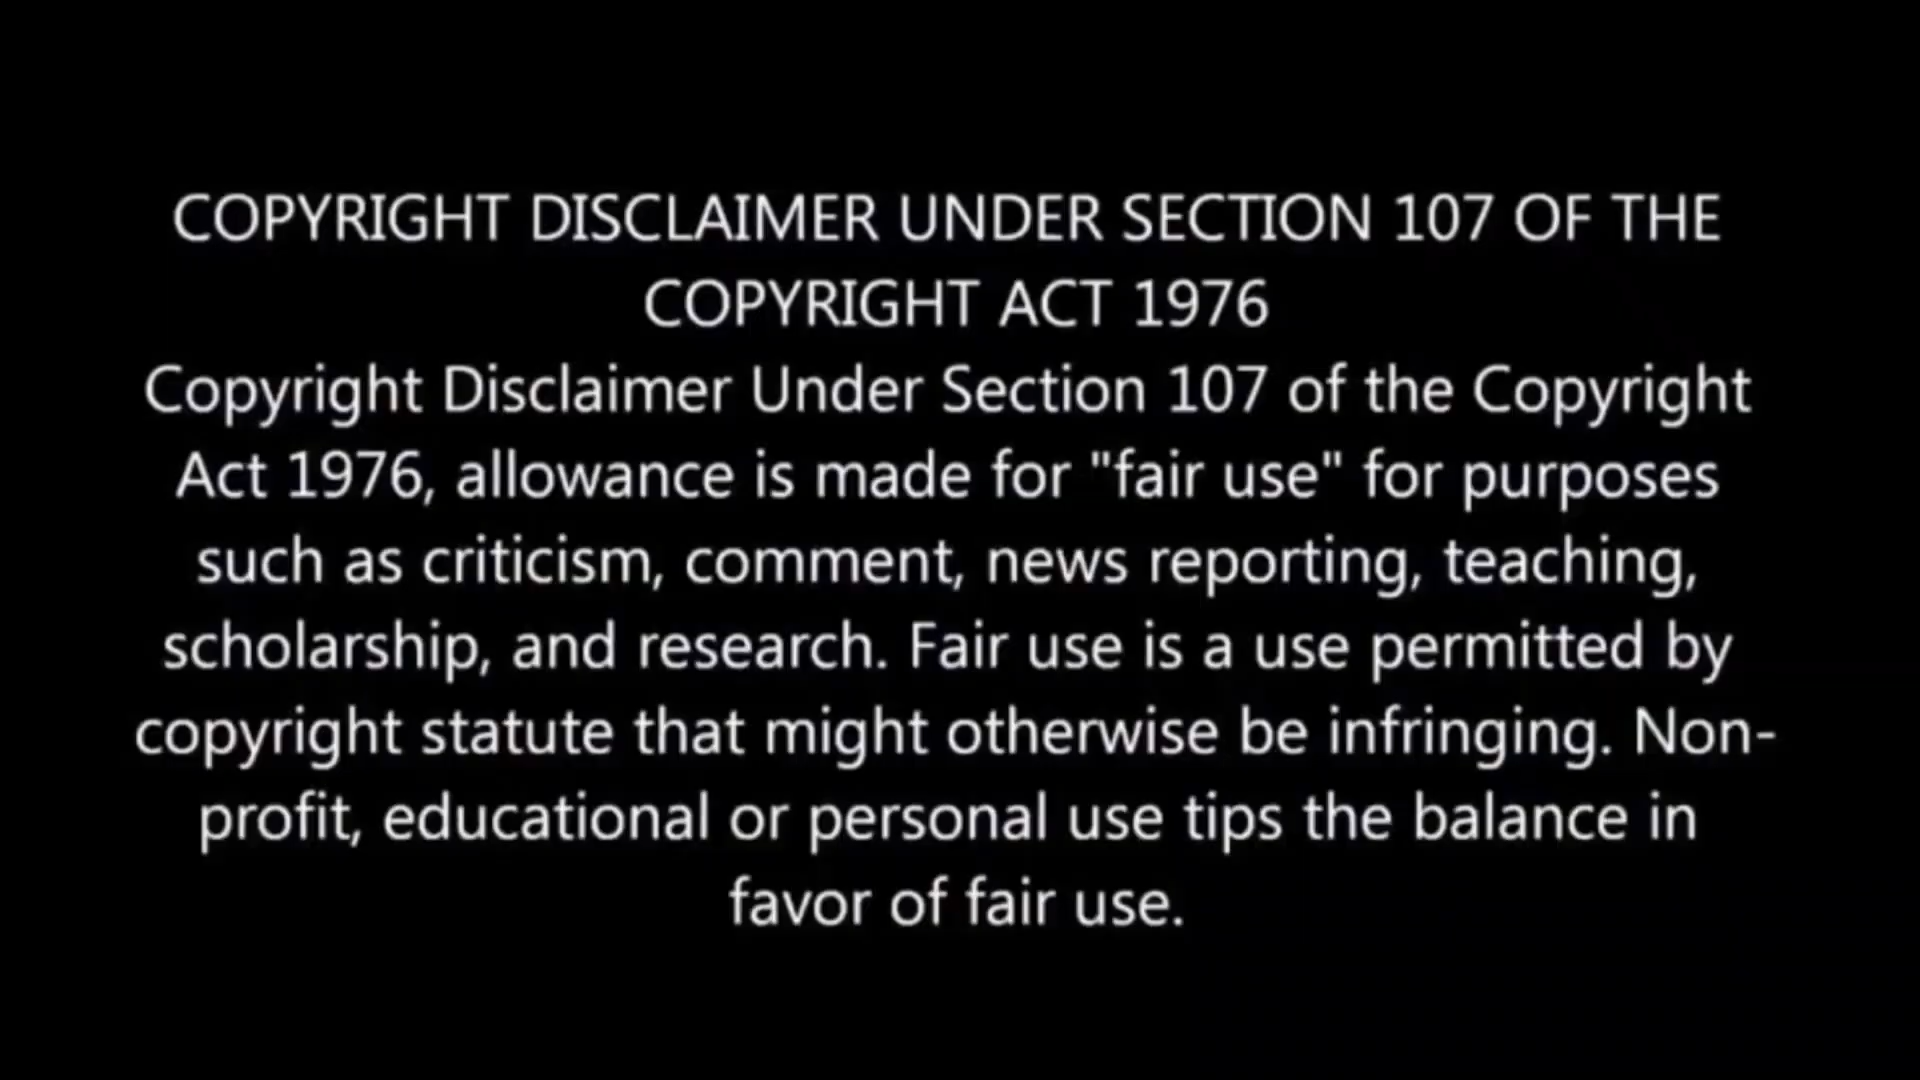 COPYRIGHT DISCLAIMER UNDER SECTION 107 OF THE
COPYRIGHT ACT 1976
Copyright Disclaimer Under Section 107 of the Copyright
Act 1976, allowance is made for "fair use" for purposes
such as criticism, comment, news reporting, teaching,
scholarship, and research. Fair use is a use permitted by
copyright statute that might otherwise be infringing. Non-
profit, educational or personal use tips the balance in
favor of fair use.